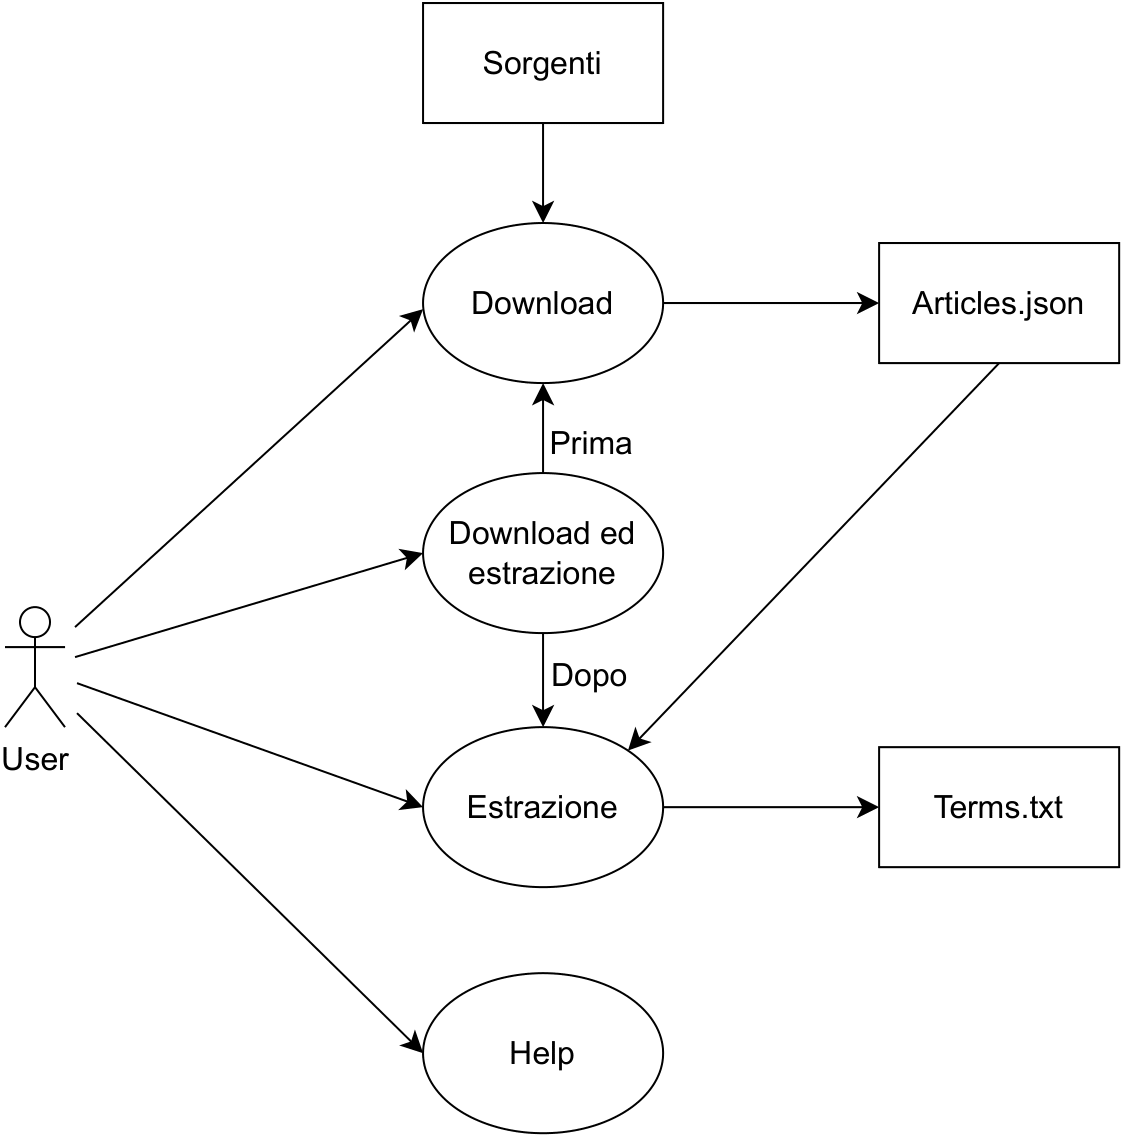 Sorgenti
Download
Articles.json
Prima
Download ed
estrazione
Dopo
User
Estrazione
Terms.txt
Help